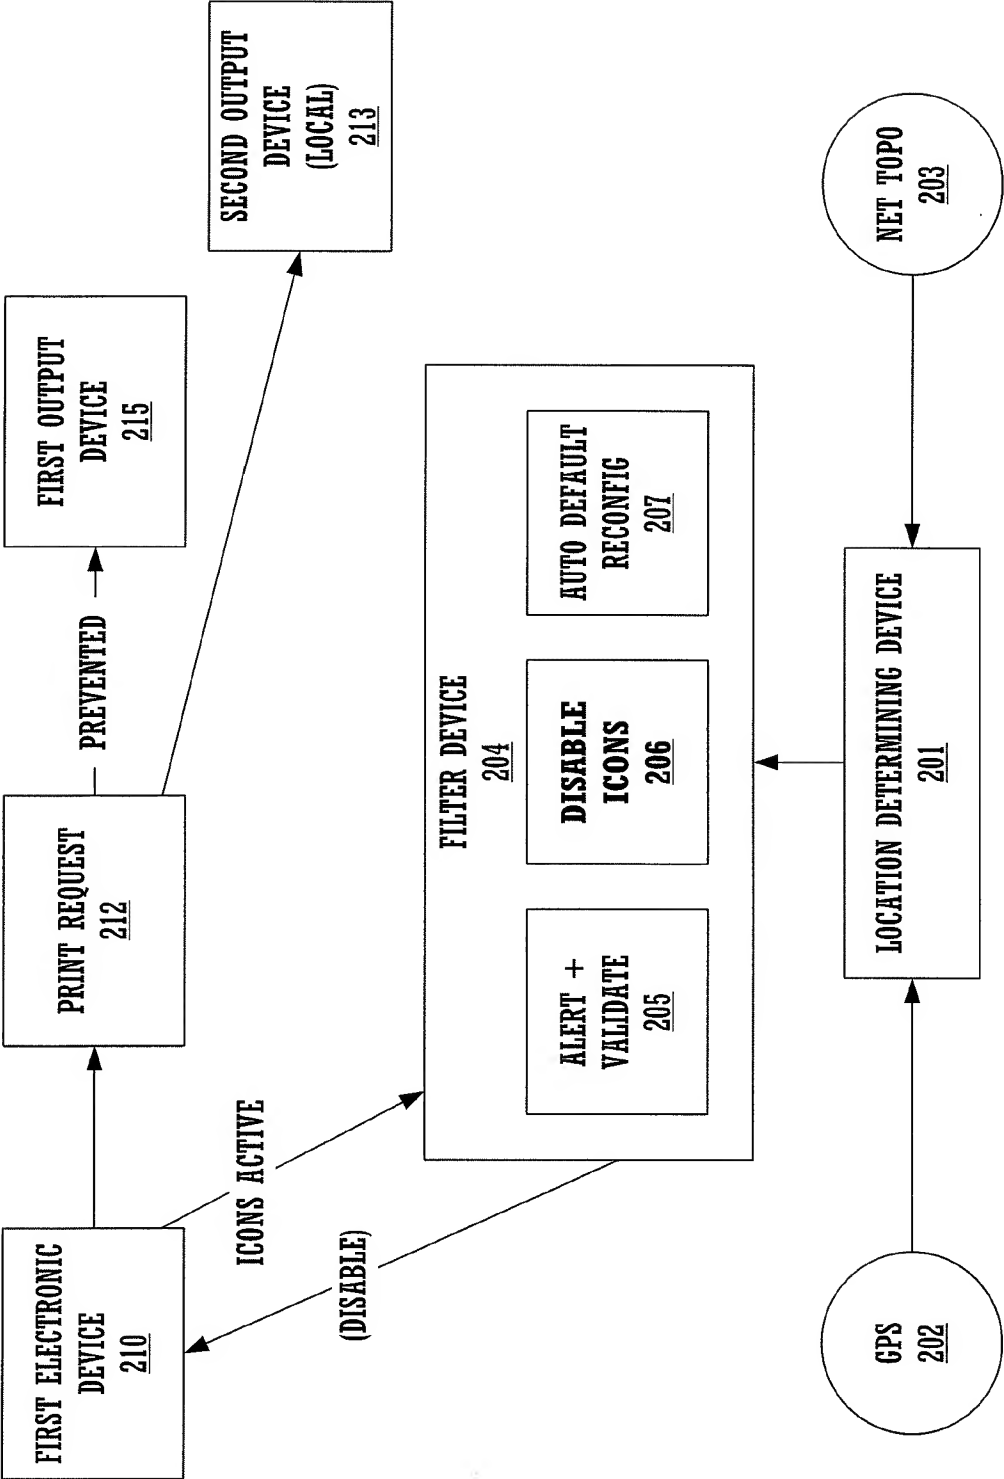 FIRST ELECTRONIC
DEVICE
210
PRINT REQUEST
212
PREVENTED
FIRST OUTPUT
DEVICE
215
SECOND OUTPUT
DEVICE
(LOCAL)
213
ICONS ACTIVE
(DISABLE)
FILTER DEVICE
204
ALERT +
VALIDATE
205
DISABLE
ICONS
206
AUTO DEFAULT
RECONFIG
207
GPS
202
LOCATION DETERMINING DEVICE
201
NET TOPO
203